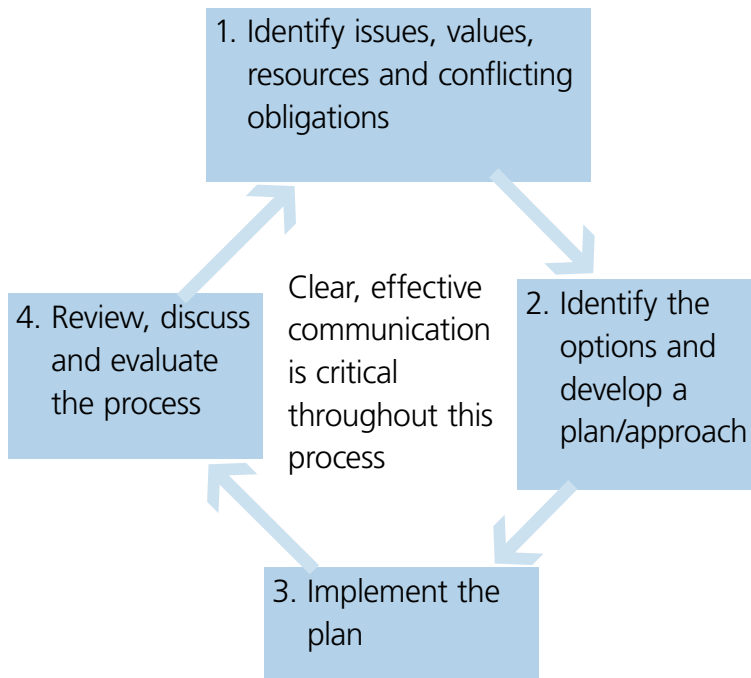 1. Identify issues, values,
resources and conflicting
obligations
2. Identify the
options and
develop a
plan/approach
3. Implement the
plan
4. Review, discuss
and evaluate
the process
Clear, effective
communication
is critical
throughout this
process